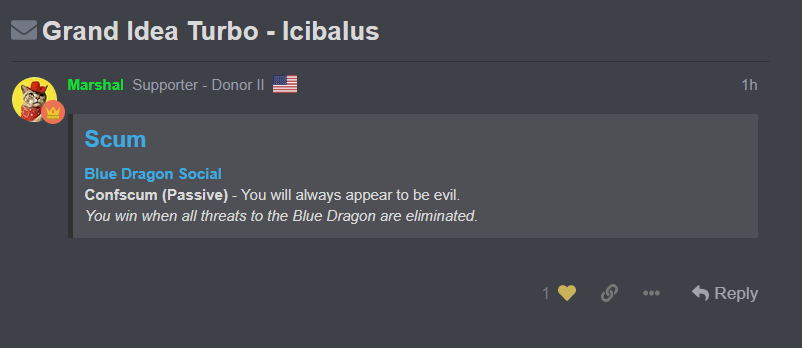 Grand Idea Turbo - Icibalus
Marshal Supporter - Donor II 1h
Scum
Blue Dragon Social
Confscum (Passive) - You will always appear to be evil.
You win when all threats to the Blue Dragon are eliminated.
1 Reply